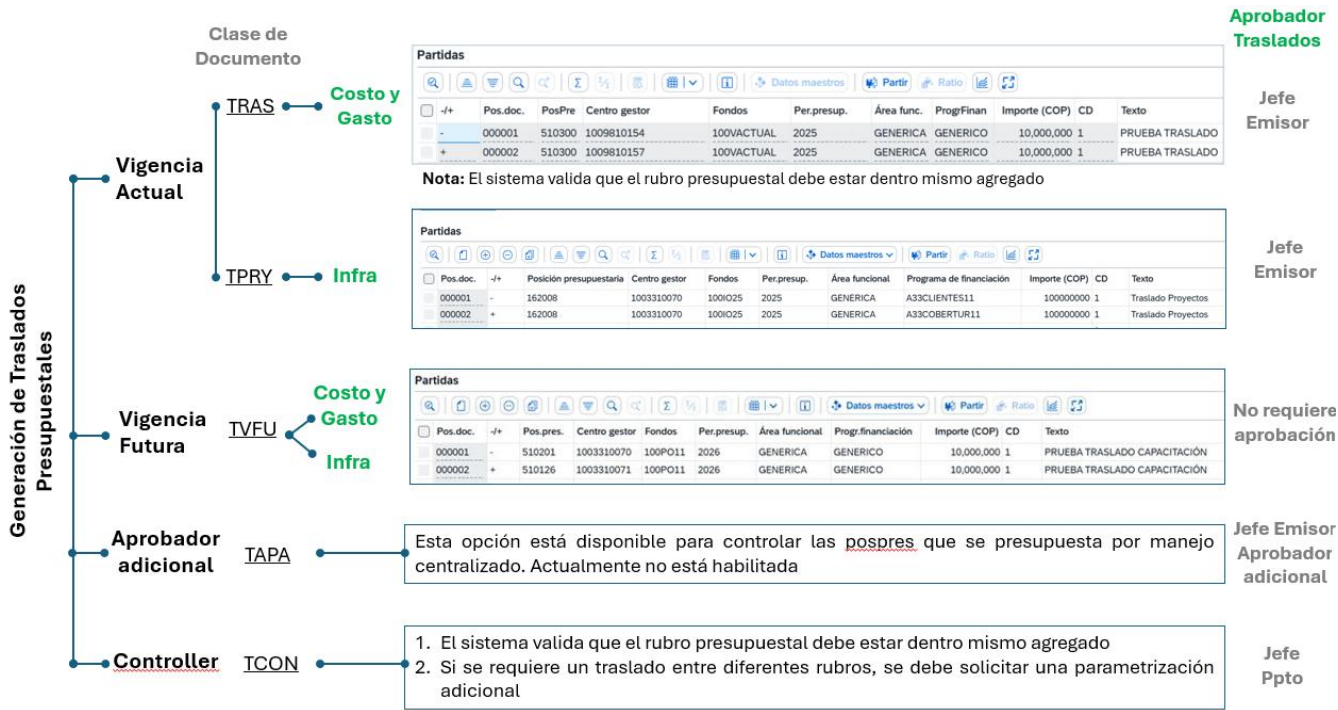 Generación de Traslados
Presupuestales
Clase de
Documento
Aprobador
Traslados
Vigencia
Actual
TRAS
Costo y
Gasto
Partidas
Datos maestros
Partir
Ratio
-/+ Pos.doc. PosPre Centro gestor Fondos Per.presup. Área func. ProgrFinan Importe (COP) CD Texto
- 000001 510300 1009810154 100VACTUAL 2025 GENERICA GENERICO 10,000,000 1 PRUEBA TRASLADO
+ 000002 510300 1009810157 100VACTUAL 2025 GENERICA GENERICO 10,000,000 1 PRUEBA TRASLADO
Nota: El sistema valida que el rubro presupuestal debe estar dentro mismo agregado
Jefe
Emisor
TPRY
Infra
Partidas
Datos maestros
Partir
Ratio
Pos.doc. -/+ Posición presupuestaria Centro gestor Fondos Per.presup. Área funcional Programa de financiación Importe (COP) CD Texto
000001 - 162008 1003310070 100IO25 2025 GENERICA A33CLIENTES11 100000000 1 Traslado Proyectos
000002 + 162008 1003310070 100IO25 2025 GENERICA A33COBERTUR11 100000000 1 Traslado Proyectos
Jefe
Emisor
Vigencia
Futura
TVFU
Costo y
Gasto
Infra
Partidas
Datos maestros
Partir
Ratio
Pos.doc. -/+ Pos.pres. Centro gestor Fondos Per.presup. Área funcional Progr.financiación Importe (COP) CD Texto
000001 - 510201 1003310070 100PO11 2026 GENERICA GENERICO 10,000,000 1 PRUEBA TRASLADO CAPACITACIÓN
000002 + 510126 1003310071 100PO11 2026 GENERICA GENERICO 10,000,000 1 PRUEBA TRASLADO CAPACITACIÓN
No requiere
aprobación
Aprobador
adicional
TAPA
Esta opción está disponible para controlar las pospres que se presupuesta por manejo
centralizado. Actualmente no está habilitada
Jefe Emisor
Aprobador
adicional
Controller
TCON
1. El sistema valida que el rubro presupuestal debe estar dentro mismo agregado
2. Si se requiere un traslado entre diferentes rubros, se debe solicitar una parametrización
adicional
Jefe
Ppto